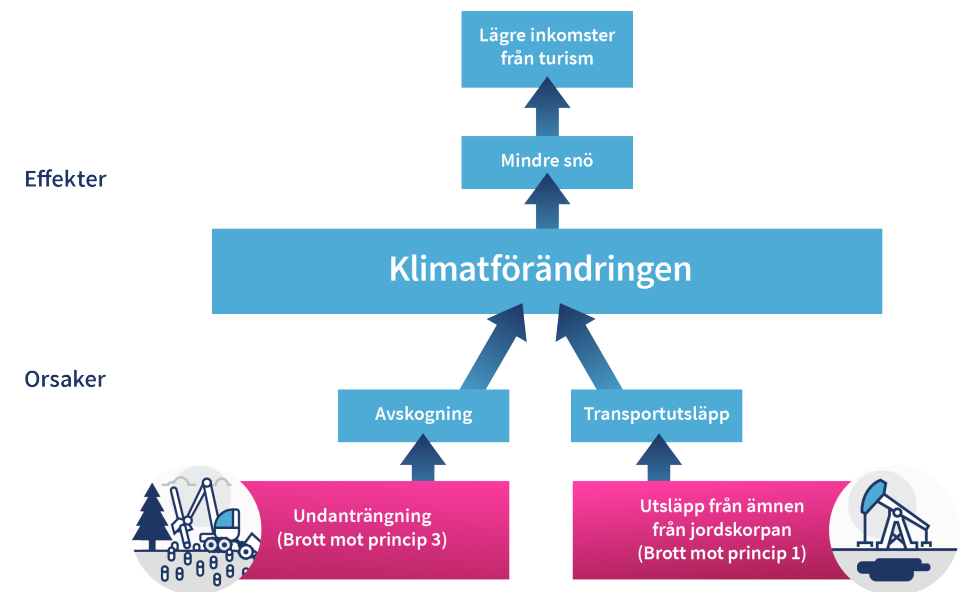 Lägre inkomster
från turism
Mindre snö
Effekter
Klimatförändringen
Orsaker
Avskogning
Transportutsläpp
Undanträngning
(Brott mot princip 3)
Utsläpp från ämnen
från jordskorpan
(Brott mot princip 1)